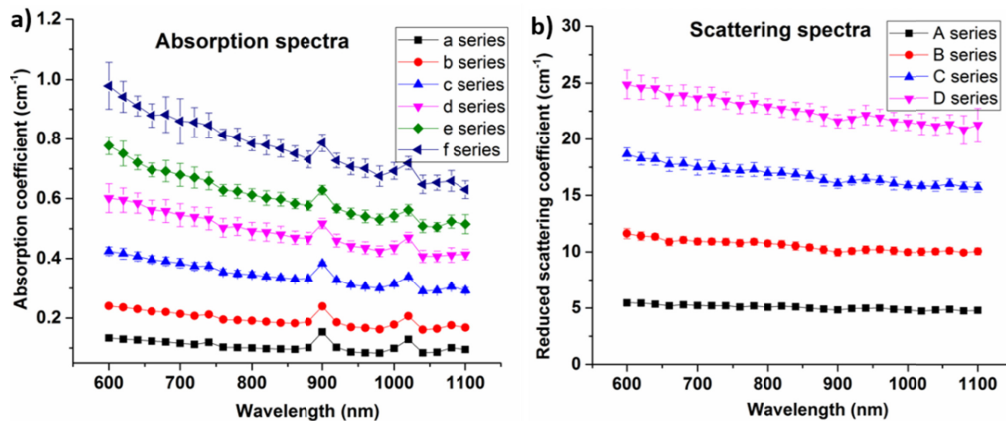 a)
Absorption spectra
a series
b series
c series
d series
e series
f series
1.2
1.0
0.8
0.6
0.4
0.2
Absorption coefficient (cm-1)
600 700 800 900 1000 1100
Wavelength (nm)
b)
Scattering spectra
A series
B series
C series
D series
30
25
20
15
10
5
0
Reduced scattering coefficient (cm-1)
600 700 800 900 1000 1100
Wavelength (nm)